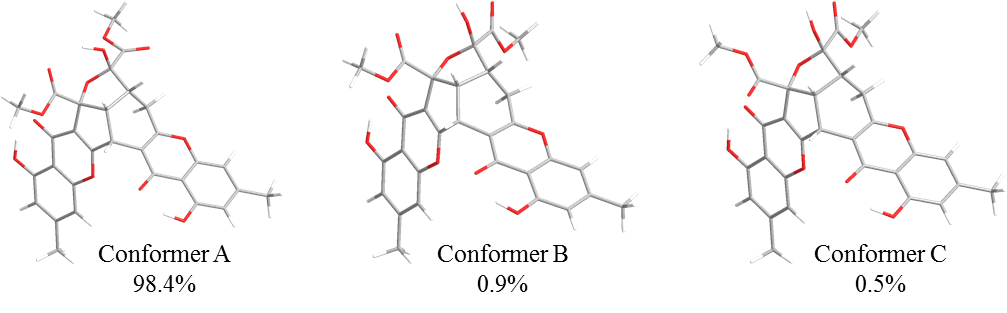 Conformer A
98.4%
Conformer B
0.9%
Conformer C
0.5%